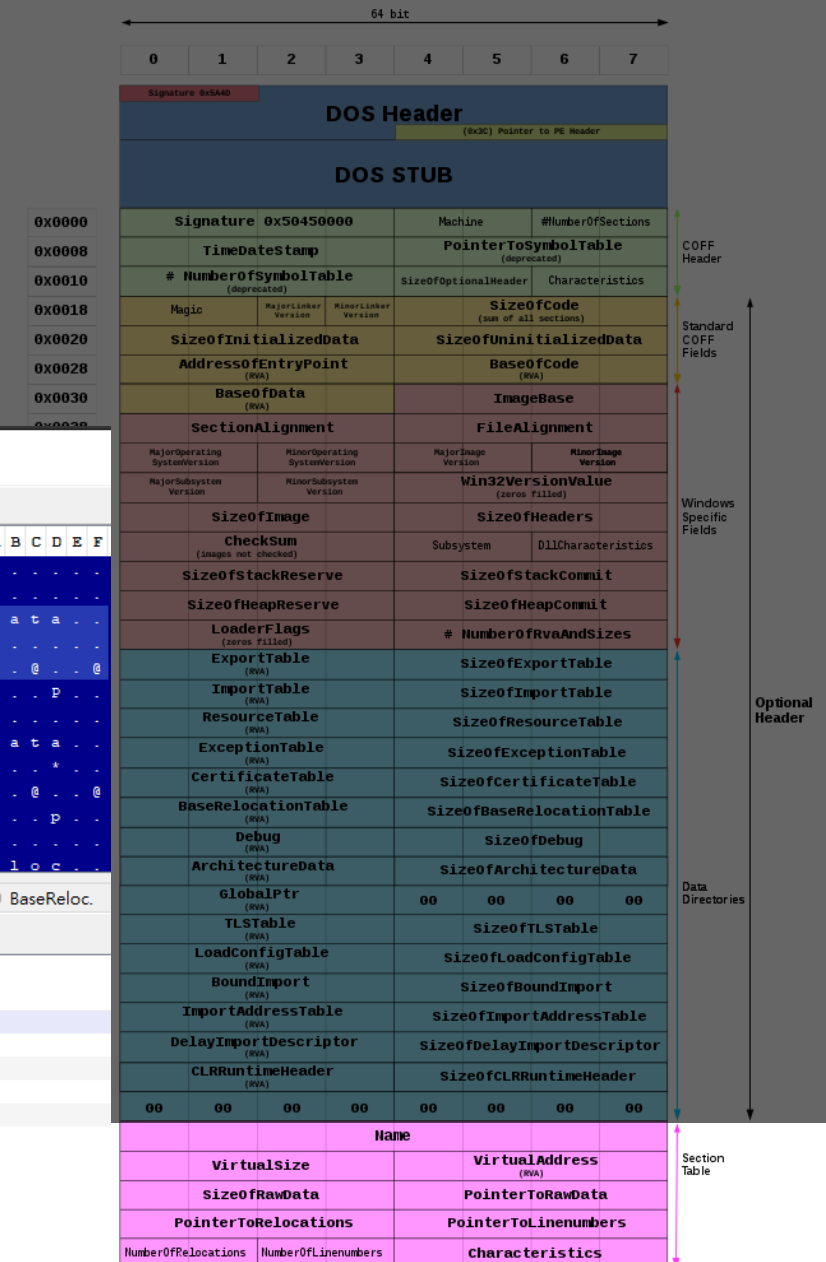 64 bit
0 1 2 3 4 5 6 7
Signature 0x5A4D
DOS Header
(0x3C) Pointer to PE Header
DOS STUB
0x0000 Signature 0x50450000 Machine #NumberOfSections
0x0008 TimeDateStamp PointerToSymbolTable
(deprecated)
COFF
Header
0x0010 # NumberOfSymbolTable SizeOfOptionalHeader Characteristics
(deprecated)
0x0018 Magic MajorLinker Version MinorLinker Version SizeOfCode
(sum of all sections)
0x0020 SizeOfInitializedData SizeOfUninitializedData
Standard
COFF
Fields
0x0028 AddressOfEntryPoint BaseOfCode
(RVA) (RVA)
0x0030 BaseOfData ImageBase
(RVA)
SectionAlignment FileAlignment
MajorOperating SystemVersion MinorOperating SystemVersion MajorImage Version MinorImage Version
MajorSubsystem Version MinorSubsystem Version Win32VersionValue
(zeros filled)
Windows
Specific
Fields
SizeOfImage SizeOfHeaders
CheckSum Subsystem DllCharacteristics
(images not checked)
SizeOfStackReserve SizeOfStackCommit
SizeOfHeapReserve SizeOfHeapCommit
LoaderFlags # NumberOfRvaAndSizes
(zeros filled)
ExportTable SizeOfExportTable
(RVA)
ImportTable SizeOfImportTable
(RVA)
Optional
Header
ResourceTable SizeOfResourceTable
(RVA)
ExceptionTable SizeOfExceptionTable
(RVA)
CertificateTable SizeOfCertificateTable
(RVA)
BaseRelocationTable SizeOfBaseRelocationTable
(RVA)
Debug SizeOfDebug
(RVA)
ArchitectureData SizeOfArchitectureData
(RVA)
Data
Directories
GlobalPtr 00 00 00 00
(RVA)
TLSTable SizeOfTLSTable
(RVA)
LoadConfigTable SizeOfLoadConfigTable
(RVA)
BoundImport SizeOfBoundImport
(RVA)
ImportAddressTable SizeOfImportAddressTable
(RVA)
DelayImportDescriptor SizeOfDelayImportDescriptor
(RVA)
CLRRuntimeHeader SizeOfCLRRuntimeHeader
(RVA)
00 00 00 00 00 00 00 00
Name
VirtualSize VirtualAddress
(RVA)
Section
Table
SizeOfRawData PointerToRawData
PointerToRelocations PointerToLinenumbers
NumberOfRelocations NumberOfLinenumbers Characteristics
B C D E F
. . . . .
. . . . .
a t a . .
. . . . .
. @ . . @
. . p . .
. . . . .
a t a . .
. . * . .
. @ . . @
. . p . .
. . . . .
l o c . .
BaseReloc.